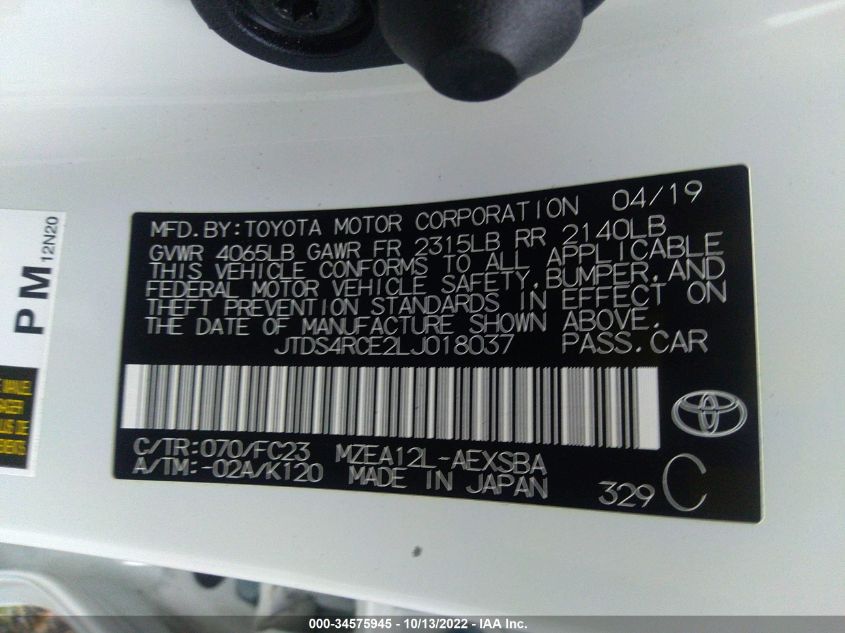 MFD. BY: TOYOTA MOTOR CORPORATION 04/19
GVWR 4065LB GAWR FR 2315LB RR 2140LB
THIS VEHICLE CONFORMS TO ALL APPLICABLE
FEDERAL MOTOR VEHICLE SAFETY, BUMPER, AND
THEFT PREVENTION STANDARDS IN EFFECT ON
THE DATE OF MANUFACTURE SHOWN ABOVE.
JTDS4RCE2LJ018037 PASS. CAR
C/TR: 070/FC23 MZEA12L-AEXSBA
A/TM: -02A/K120 MADE IN JAPAN 329 C
PM 12N20
000-34575945 - 10/13/2022 - IAA Inc.